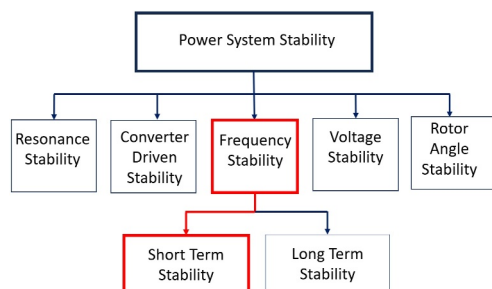 Power System Stability
Resonance
Stability
Converter
Driven
Stability
Frequency
Stability
Voltage
Stability
Rotor
Angle
Stability
Short Term
Stability
Long Term
Stability